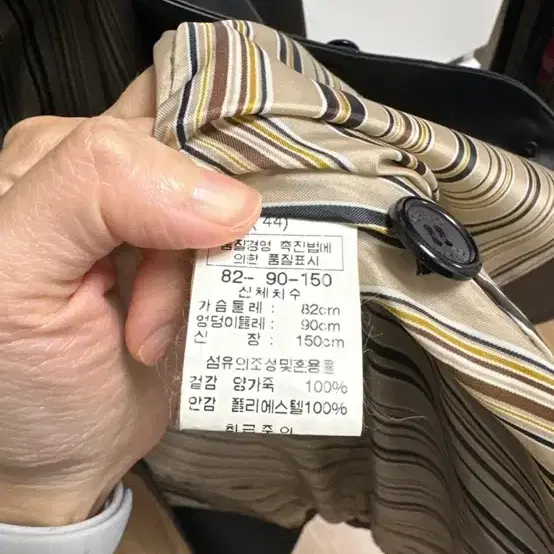 44)
품질경영 촉진법에
의한 품질표시
82-90-150
신체치수
가슴둘레 : 82cm
엉덩이둘레 : 90cm
신 장 : 150cm
섬유의조성및혼용율
겉감 양가죽 100%
안감 폴리에스텔100%
취급주의